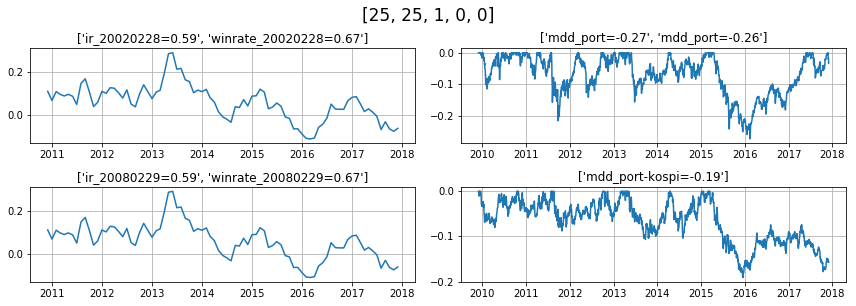 [25, 25, 1, 0, 0]
['ir_20020228=0.59', 'winrate_20020228=0.67']
0.2
0.0
2011 2012 2013 2014 2015 2016 2017 2018
['mdd_port=-0.27', 'mdd_port=-0.26']
0.0
−0.1
−0.2
2010 2011 2012 2013 2014 2015 2016 2017 2018
['ir_20080229=0.59', 'winrate_20080229=0.67']
0.2
0.0
2011 2012 2013 2014 2015 2016 2017 2018
['mdd_port-kospi=-0.19']
0.0
−0.1
−0.2
2010 2011 2012 2013 2014 2015 2016 2017 2018